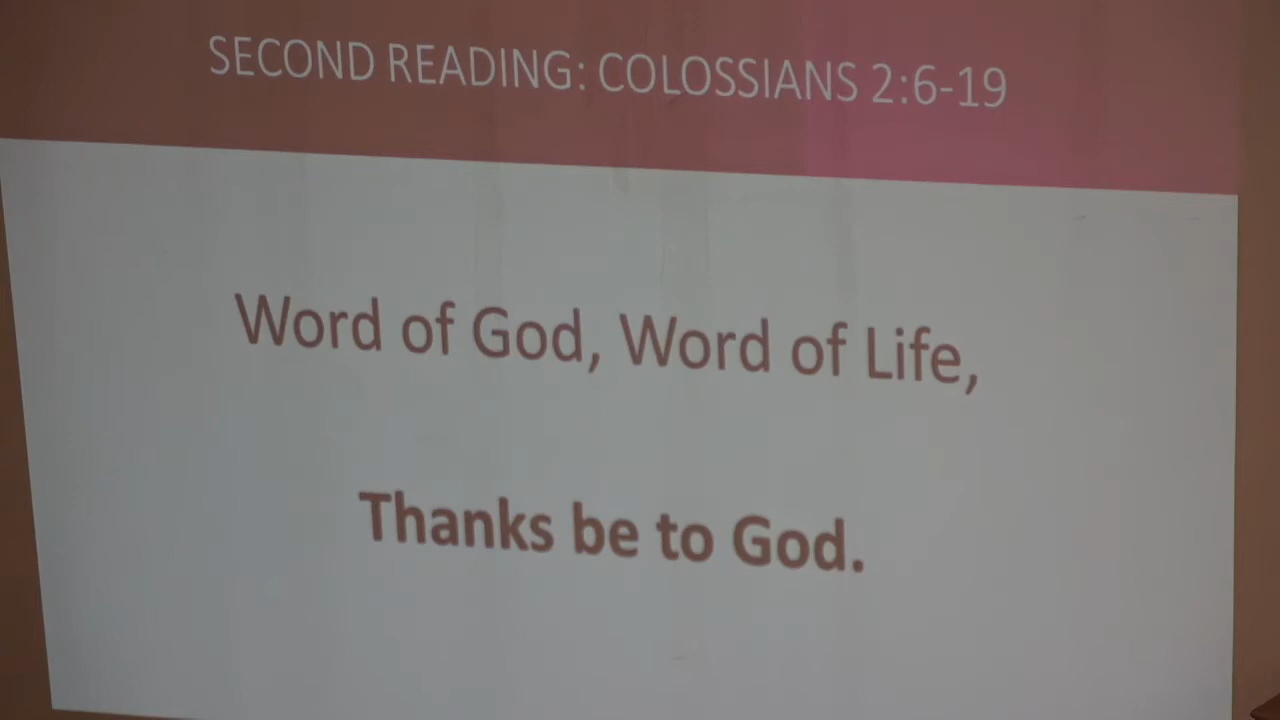 SECOND READING: COLOSSIANS 2:6-19
Word of God, Word of Life,
Thanks be to God.